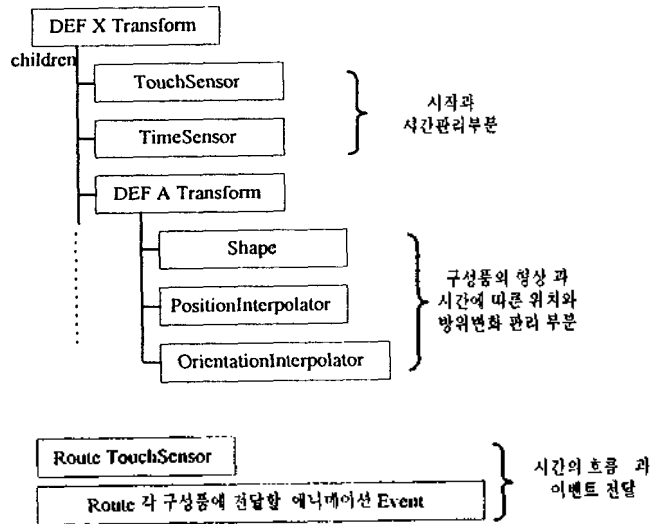 DEF X Transform
children
TouchSensor
TimeSensor
시작과
시간관리부분
DEF A Transform
Shape
PositionInterpolator
OrientationInterpolator
구성품의 형상 과
시간에 따른 위치와
방위변화 관리 부분
Route TouchSensor
Route 각 구성품에 전달할 애니메이션 Event
시간의 흐름 과
이벤트 전달